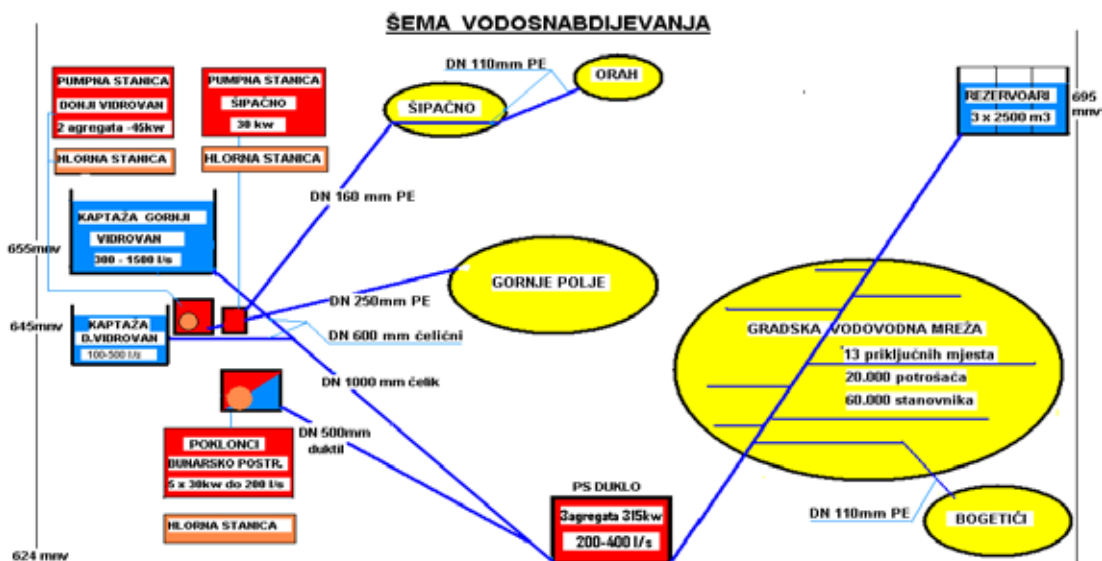 ŠEMA VODOSNABDIJEVANJA
PUMPNA STANICA
DONJI VIDROVAN
2 agregata -45kw
HLORNA STANICA
PUMPNA STANICA
ŠIPAČNO
30 kw
HLORNA STANICA
DN 110mm PE
ORAH
ŠIPAČNO
REZERVOARI
3 x 2500 m3
695
mnv
DN 160 mm PE
KAPTAŽA GORNJI
VIDROVAN
300 - 1500 l/s
655mnv
GORNJE POLJE
DN 250mm PE
645mnv
KAPTAŽA
D.VIDROVAN
100-500 l/s
DN 600 mm čelični
GRADSKA VODOVODNA MREŽA
13 priključnih mjesta
20.000 potrošača
60.000 stanovnika
DN 1000 mm čelik
DN 500mm
duktil
POKLONCI
BUNARSKO POSTR.
5 x 30kw do 200 l/s
HLORNA STANICA
PS DUKLO
3agregata 315kw
200-400 l/s
DN 110mm PE
BOGETIĆI
624 mnv